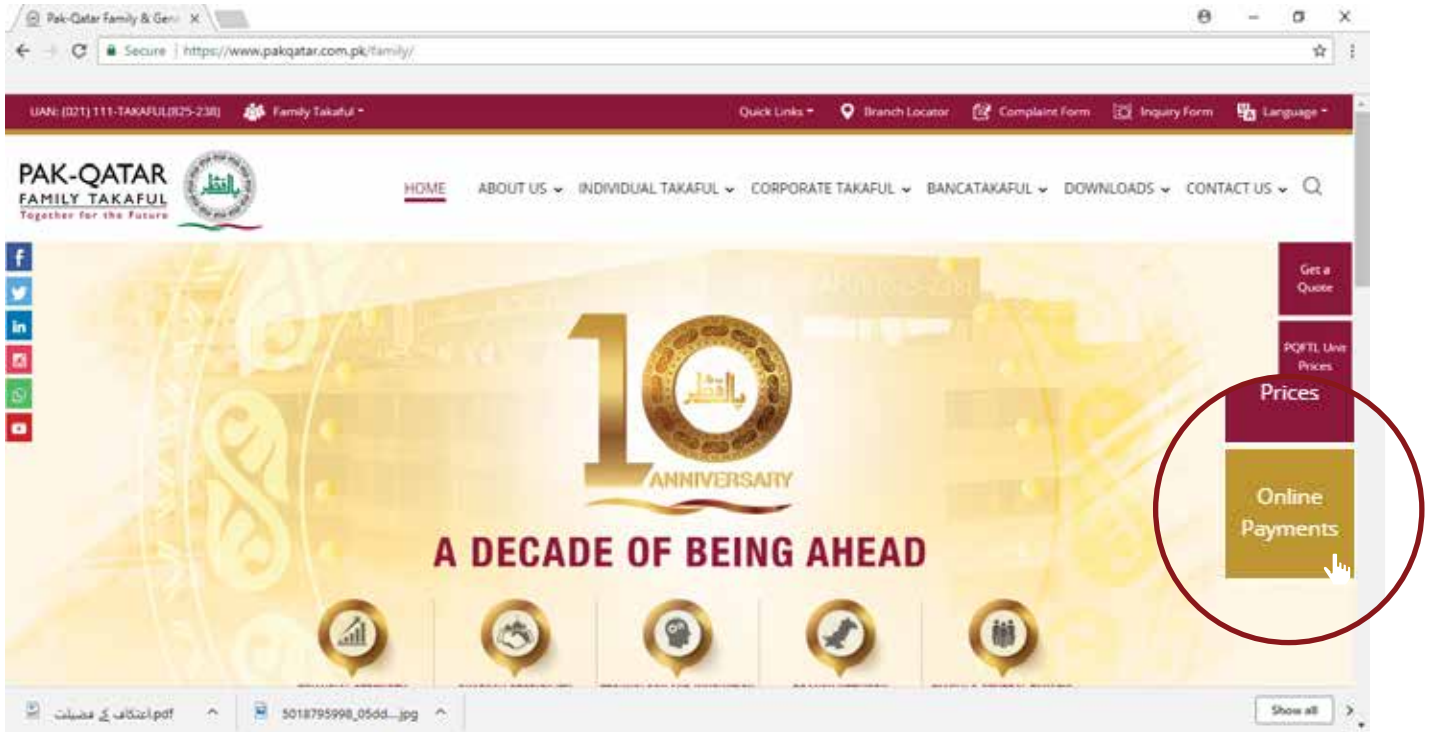 Pak-Qatar Family & Gen
Secure | https://www.pakqatar.com.pk/family/
UAN: (021) 111-TAKAFUL(825-238) Family Takaful Quick Links Branch Locator Complaint Form Inquiry Form Language
PAK-QATAR
FAMILY TAKAFUL
Together for the Future
بالقطر
HOME ABOUT US INDIVIDUAL TAKAFUL CORPORATE TAKAFUL BANCATAKAFUL DOWNLOADS CONTACT US
Get a
Quote
PQFTL Unit
Prices
Prices
Online
Payments
10
بالقطر
ANNIVERSARY
A DECADE OF BEING AHEAD
اعتکاف کے فضیلت.pdf
5018795998_05dd....jpg
Show all